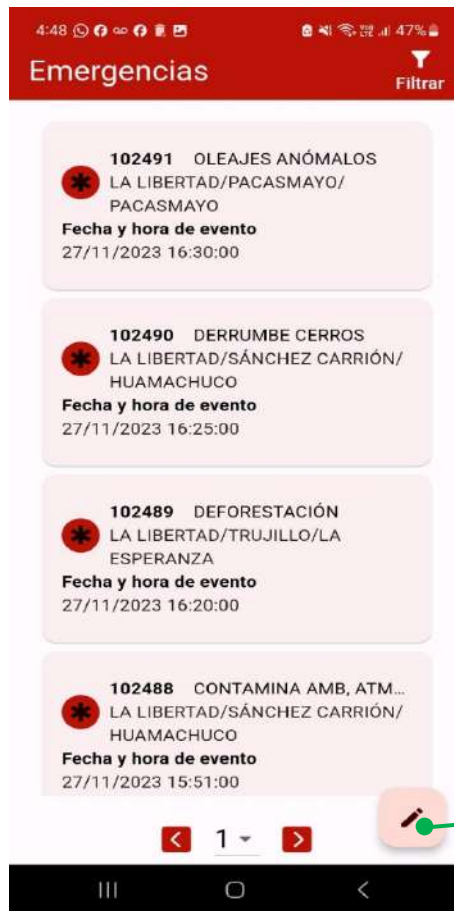 4:48 47%
Emergencias
Filtrar
102491 OLEAJES ANÓMALOS
LA LIBERTAD/PACASMAYO/
PACASMAYO
Fecha y hora de evento
27/11/2023 16:30:00
102490 DERRUMBE CERROS
LA LIBERTAD/SÁNCHEZ CARRIÓN/
HUAMACHUCO
Fecha y hora de evento
27/11/2023 16:25:00
102489 DEFORESTACIÓN
LA LIBERTAD/TRUJILLO/LA
ESPERANZA
Fecha y hora de evento
27/11/2023 16:20:00
102488 CONTAMINA AMB, ATM...
LA LIBERTAD/SÁNCHEZ CARRIÓN/
HUAMACHUCO
Fecha y hora de evento
27/11/2023 15:51:00
1